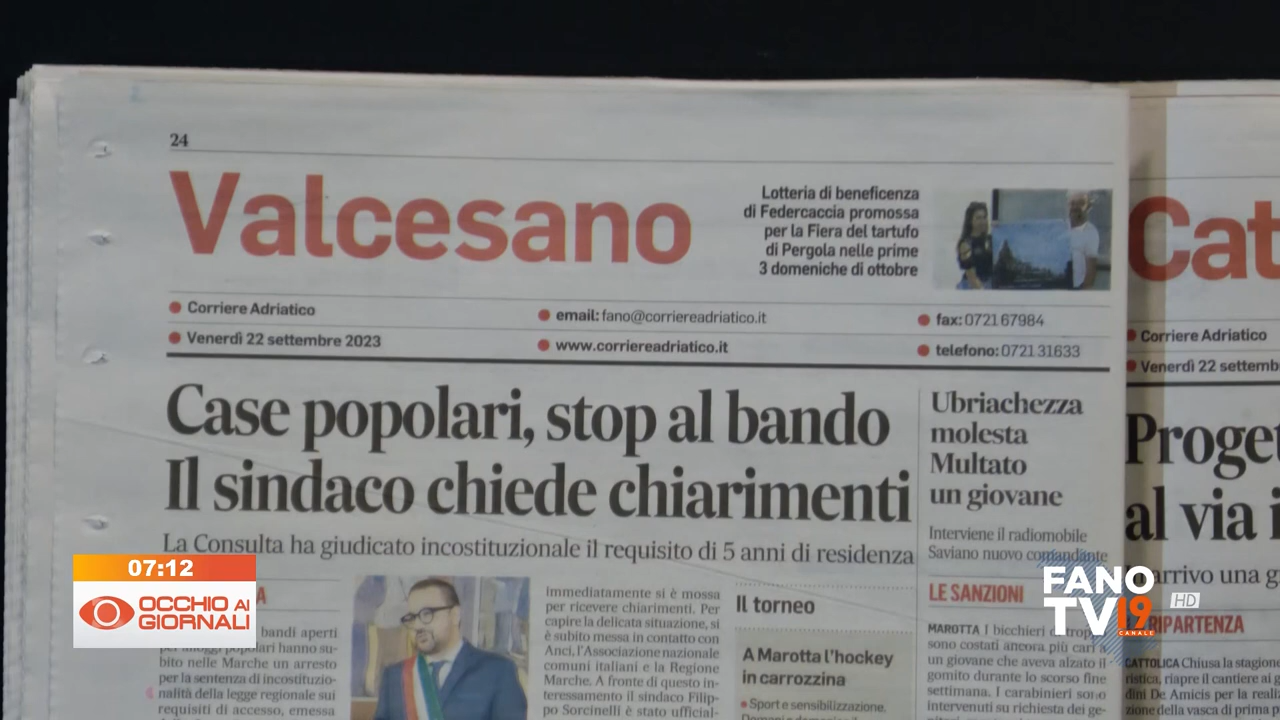 24
Valcesano
Lotteria di beneficenza
di Federcaccia promossa
per la Fiera del tartufo
di Pergola nelle prime
3 domeniche di ottobre
Corriere Adriatico
email: fano@corriereadriatico.it
fax: 0721 67984
Venerdì 22 settembre 2023
www.corriereadriatico.it
telefono: 0721 31633
Case popolari, stop al bando
Il sindaco chiede chiarimenti
La Consulta ha giudicato incostituzionale il requisito di 5 anni di residenza
bandi aperti
per alloggi popolari hanno su-
bito nelle Marche un arresto
per la sentenza di incostituzio-
nalità della legge regionale sui
requisiti di accesso, emessa
Immediatamente si è mossa
per ricevere chiarimenti. Per
capire la delicata situazione, si
è subito messa in contatto con
Anci, l'Associazione nazionale
comuni italiani e la Regione
Marche. A fronte di questo in-
teressamento il sindaco Filip-
po Sorcinelli è stato ufficial-
Il torneo
A Marotta l'hockey
in carrozzina
Sport e sensibilizzazione.
Ubriachezza
molesta
Multato
un giovane
Interviene il radiomobile
Saviano nuovo comandante
LE SANZIONI
MAROTTA I bicchieri di troppo
sono costati ancora più cari a
un giovane che aveva alzato il
gomito durante lo scorso fine
settimana. I carabinieri sono
intervenuti su richiesta dei ge-
Cat
Corriere Adriatico
Venerdì 22 settemb
Proge
al via i
arrivo una g
RIPARTENZA
CATTOLICA Chiusa la stagion
ristica, riapre il cantiere ai g
dini De Amicis per la reali
zione della vasca di prima p
07:12
OCCHIO AI
GIORNALI
FANO
TV19
CANALE
HD